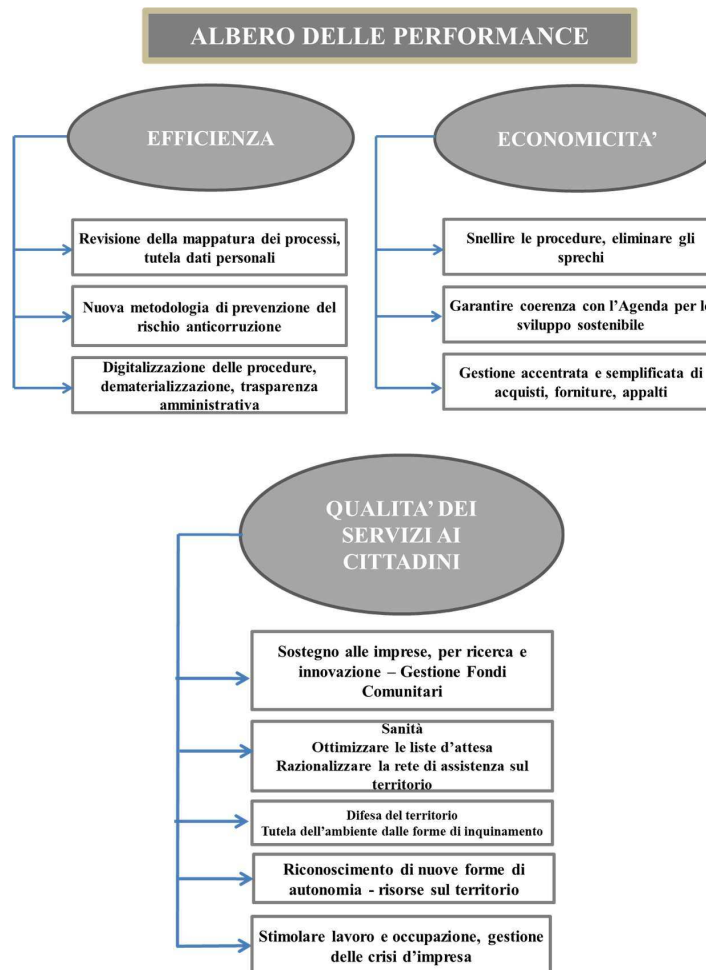 ALBERO DELLE PERFORMANCE
EFFICIENZA
Revisione della mappatura dei processi,
tutela dati personali
Nuova metodologia di prevenzione del
rischio anticorruzione
Digitalizzazione delle procedure,
dematerializzazione, trasparenza
amministrativa
ECONOMICITA’
Snellire le procedure, eliminare gli
sprechi
Garantire coerenza con l’Agenda per lo
sviluppo sostenibile
Gestione accentrata e semplificata di
acquisti, forniture, appalti
QUALITA’ DEI
SERVIZI AI
CITTADINI
Sostegno alle imprese, per ricerca e
innovazione – Gestione Fondi
Comunitari
Sanità
Ottimizzare le liste d’attesa
Razionalizzare la rete di assistenza sul
territorio
Difesa del territorio
Tutela dell’ambiente dalle forme di inquinamento
Riconoscimento di nuove forme di
autonomia - risorse sul territorio
Stimolare lavoro e occupazione, gestione
delle crisi d’impresa